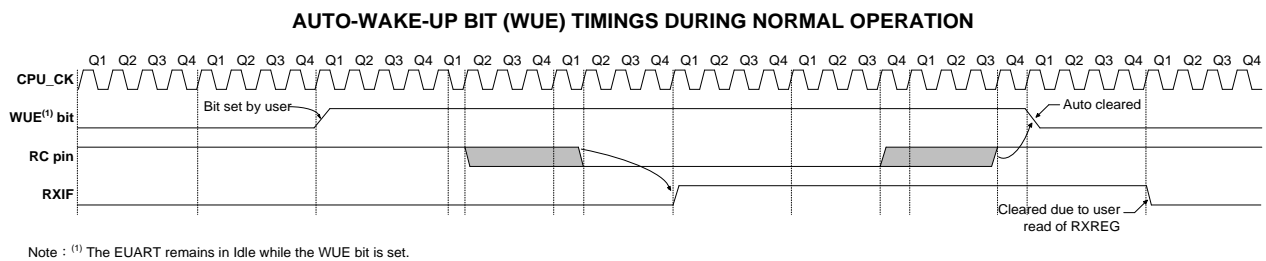 AUTO-WAKE-UP BIT (WUE) TIMINGS DURING NORMAL OPERATION
Q1 Q2 Q3 Q4 Q1 Q2 Q3 Q4 Q1 Q2 Q3 Q4 Q1 Q2 Q3 Q4 Q1 Q2 Q3 Q4 Q1 Q2 Q3 Q4 Q1 Q2 Q3 Q4 Q1 Q2 Q3 Q4 Q1 Q2 Q3 Q4 Q1 Q2 Q3 Q4
CPU_CK
Bit set by user
Auto cleared
WUE(1) bit
RC pin
RXIF
Cleared due to user
read of RXREG
Note : (1) The EUART remains in Idle while the WUE bit is set.